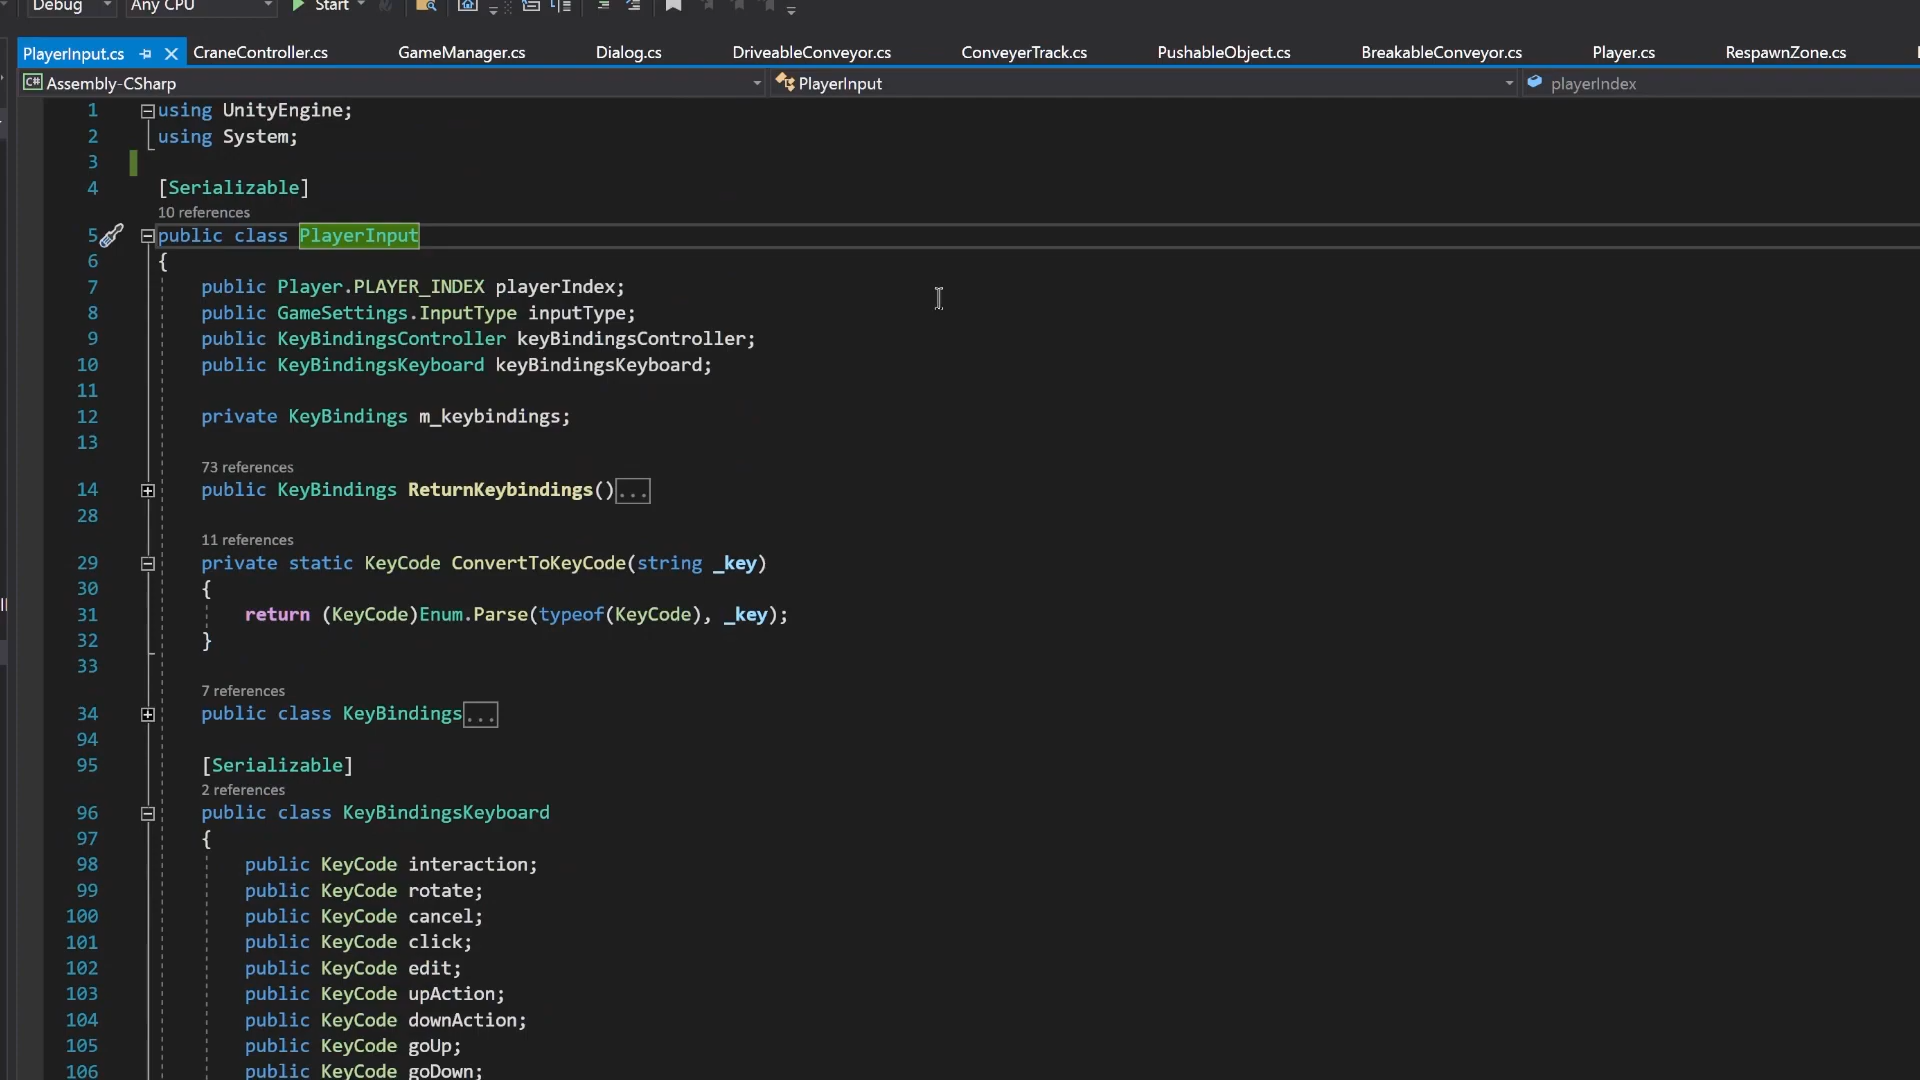 Debug Any CPU Start
PlayerInput.cs CraneController.cs GameManager.cs Dialog.cs DriveableConveyor.cs ConveyerTrack.cs PushableObject.cs BreakableConveyor.cs Player.cs RespawnZone.cs
C# Assembly-CSharp PlayerInput playerIndex
1 using UnityEngine;
2 using System;
3
4 [Serializable]
10 references
5 public class PlayerInput
6 {
7 public Player.PLAYER_INDEX playerIndex;
8 public GameSettings.InputType inputType;
9 public KeyBindingsController keyBindingsController;
10 public KeyBindingsKeyboard keyBindingsKeyboard;
11
12 private KeyBindings m_keybindings;
13
73 references
14 public KeyBindings ReturnKeybindings()...
28
11 references
29 private static KeyCode ConvertToKeyCode(string _key)
30 {
31 return (KeyCode)Enum.Parse(typeof(KeyCode), _key);
32 }
33
7 references
34 public class KeyBindings...
94
95 [Serializable]
2 references
96 public class KeyBindingsKeyboard
97 {
98 public KeyCode interaction;
99 public KeyCode rotate;
100 public KeyCode cancel;
101 public KeyCode click;
102 public KeyCode edit;
103 public KeyCode upAction;
104 public KeyCode downAction;
105 public KeyCode goUp;
106 public KeyCode goDown;